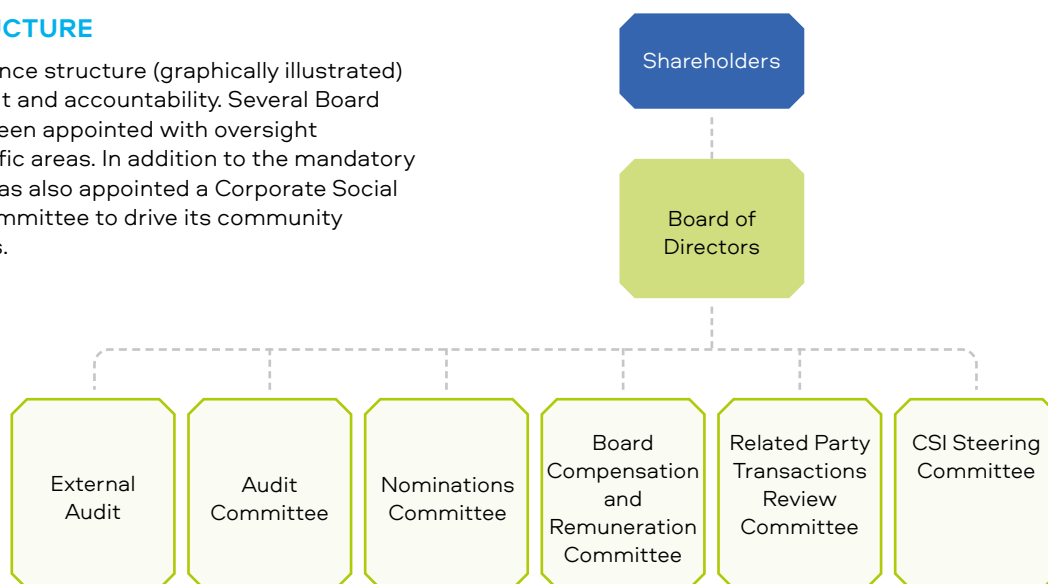 UCTURE
nce structure (graphically illustrated)
t and accountability. Several Board
een appointed with oversight
fic areas. In addition to the mandatory
as also appointed a Corporate Social
mmittee to drive its community
s.
Shareholders
Board of
Directors
External
Audit
Audit
Committee
Nominations
Committee
Board
Compensation
and
Remuneration
Committee
Related Party
Transactions
Review
Committee
CSI Steering
Committee